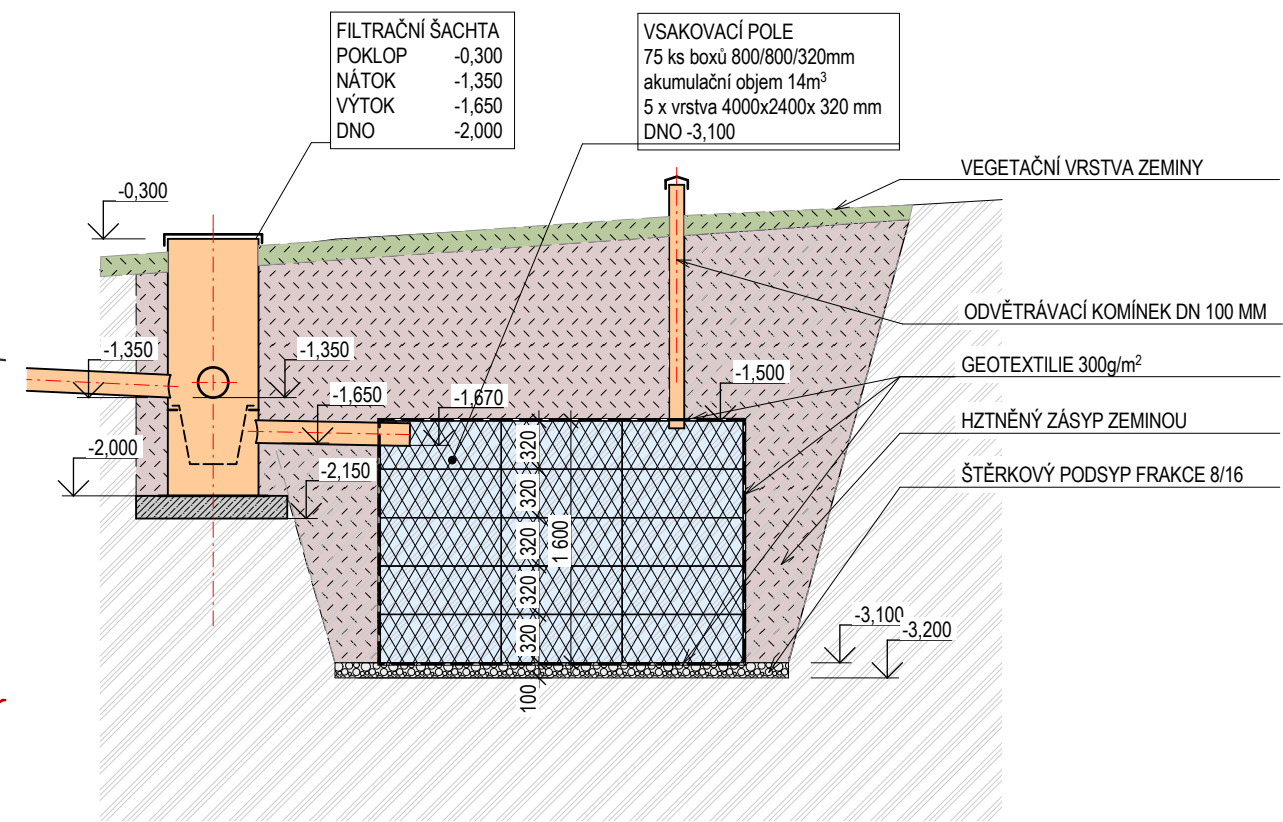 FILTRAČNÍ ŠACHTA
POKLOP -0,300
NÁTOK -1,350
VÝTOK -1,650
DNO -2,000
VSAKOVACÍ POLE
75 ks boxů 800/800/320mm
akumulační objem 14m³
5 x vrstva 4000x2400x 320 mm
DNO -3,100
VEGETAČNÍ VRSTVA ZEMINY
-0,300
ODVĚTRÁVACÍ KOMÍNEK DN 100 MM
-1,350
-1,350
GEOTEXTILIE 300g/m²
-1,500
-1,650
-1,670
HZTNĚNÝ ZÁSYP ZEMINOU
-2,000
-2,150
ŠTĚRKOVÝ PODSYP FRAKCE 8/16
320
320
320
320
320
1 600
-3,100
-3,200
100